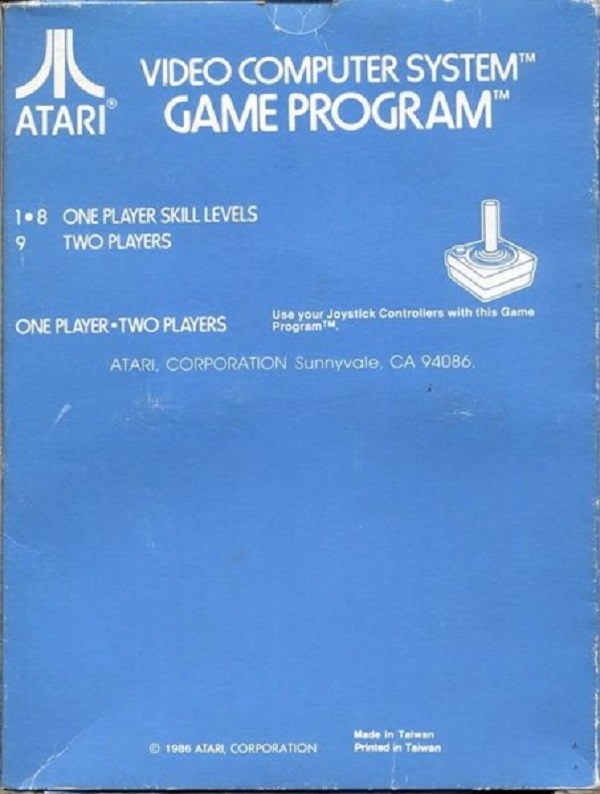 VIDEO COMPUTER SYSTEM™
ATARI® GAME PROGRAM™
1•8 ONE PLAYER SKILL LEVELS
9 TWO PLAYERS
ONE PLAYER•TWO PLAYERS
Use your Joystick Controllers with this Game
Program™.
ATARI, CORPORATION Sunnyvale, CA 94086.
© 1986 ATARI, CORPORATION
Made in Taiwan
Printed in Taiwan